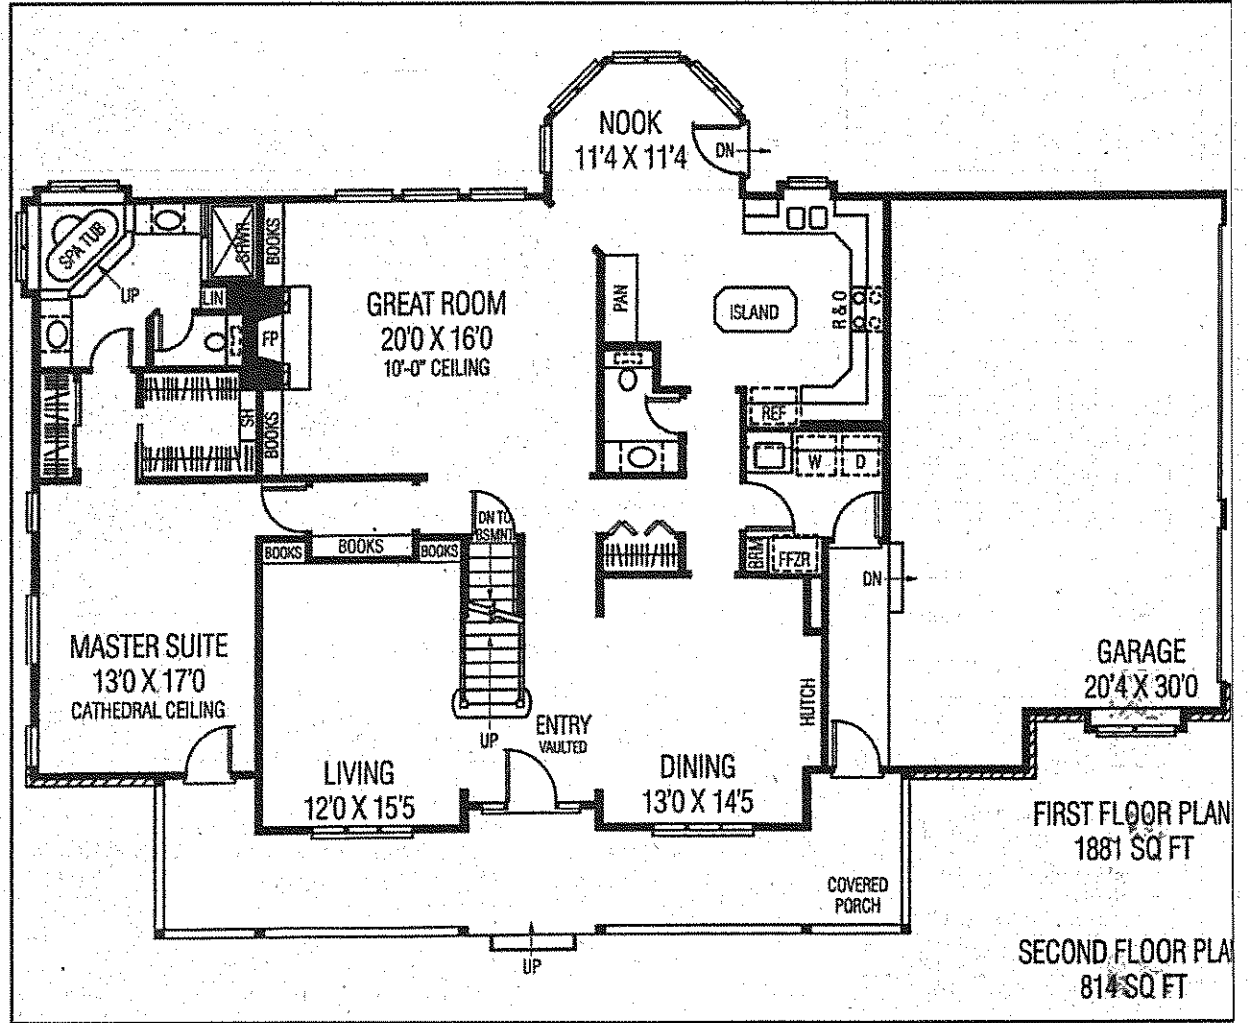 NOOK
11'4 X 11'4
DN
SPA TUB
UP
SHWR
BOOKS
LIN
FP
GREAT ROOM
20'0 X 16'0
10'-0" CEILING
PAN
ISLAND
R & O
REF
SH
BOOKS
W
D
DN TO
BSMNT
BOOKS
BOOKS
BOOKS
BRM
FFZR
DN
MASTER SUITE
13'0 X 17'0
CATHEDRAL CEILING
GARAGE
20'4 X 30'0
HUTCH
UP
ENTRY
VAULTED
LIVING
12'0 X 15'5
DINING
13'0 X 14'5
FIRST FLOOR PLAN
1881 SQ FT
COVERED
PORCH
UP
SECOND FLOOR PLA
814 SQ FT